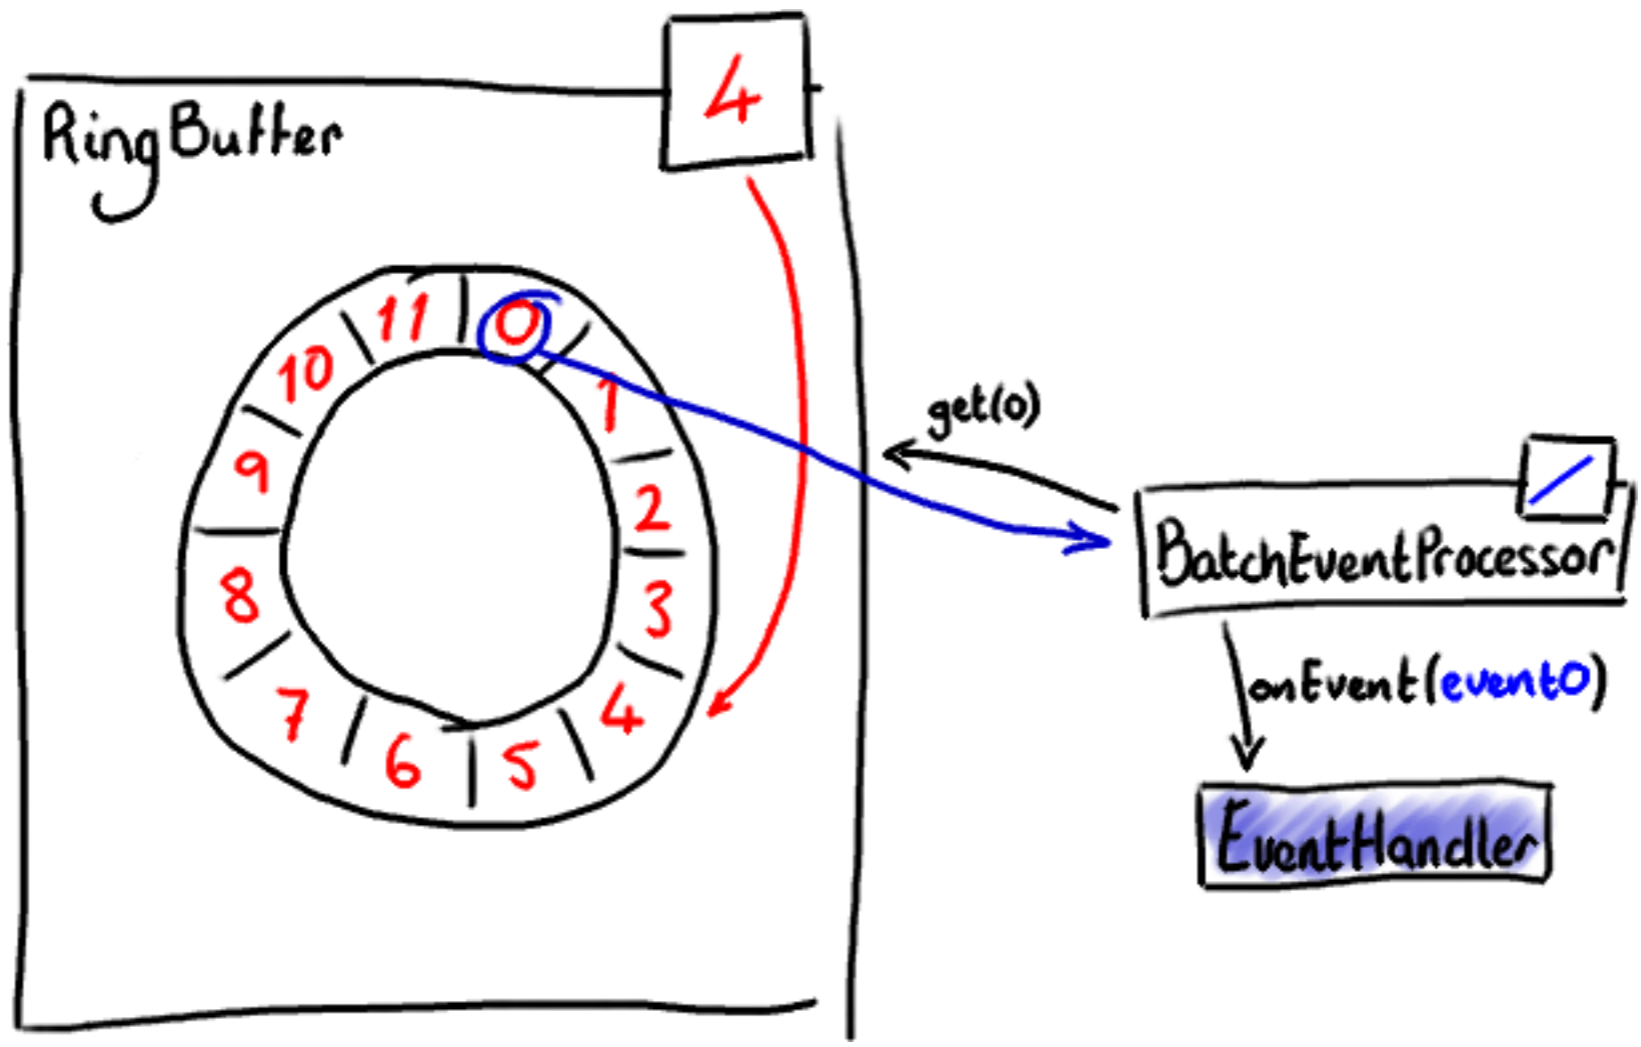 4
RingBuffer
11
0
10
1
9
2
8
3
7
4
6
5
get(0)
BatchEventProcessor
onEvent(event0)
EventHandler